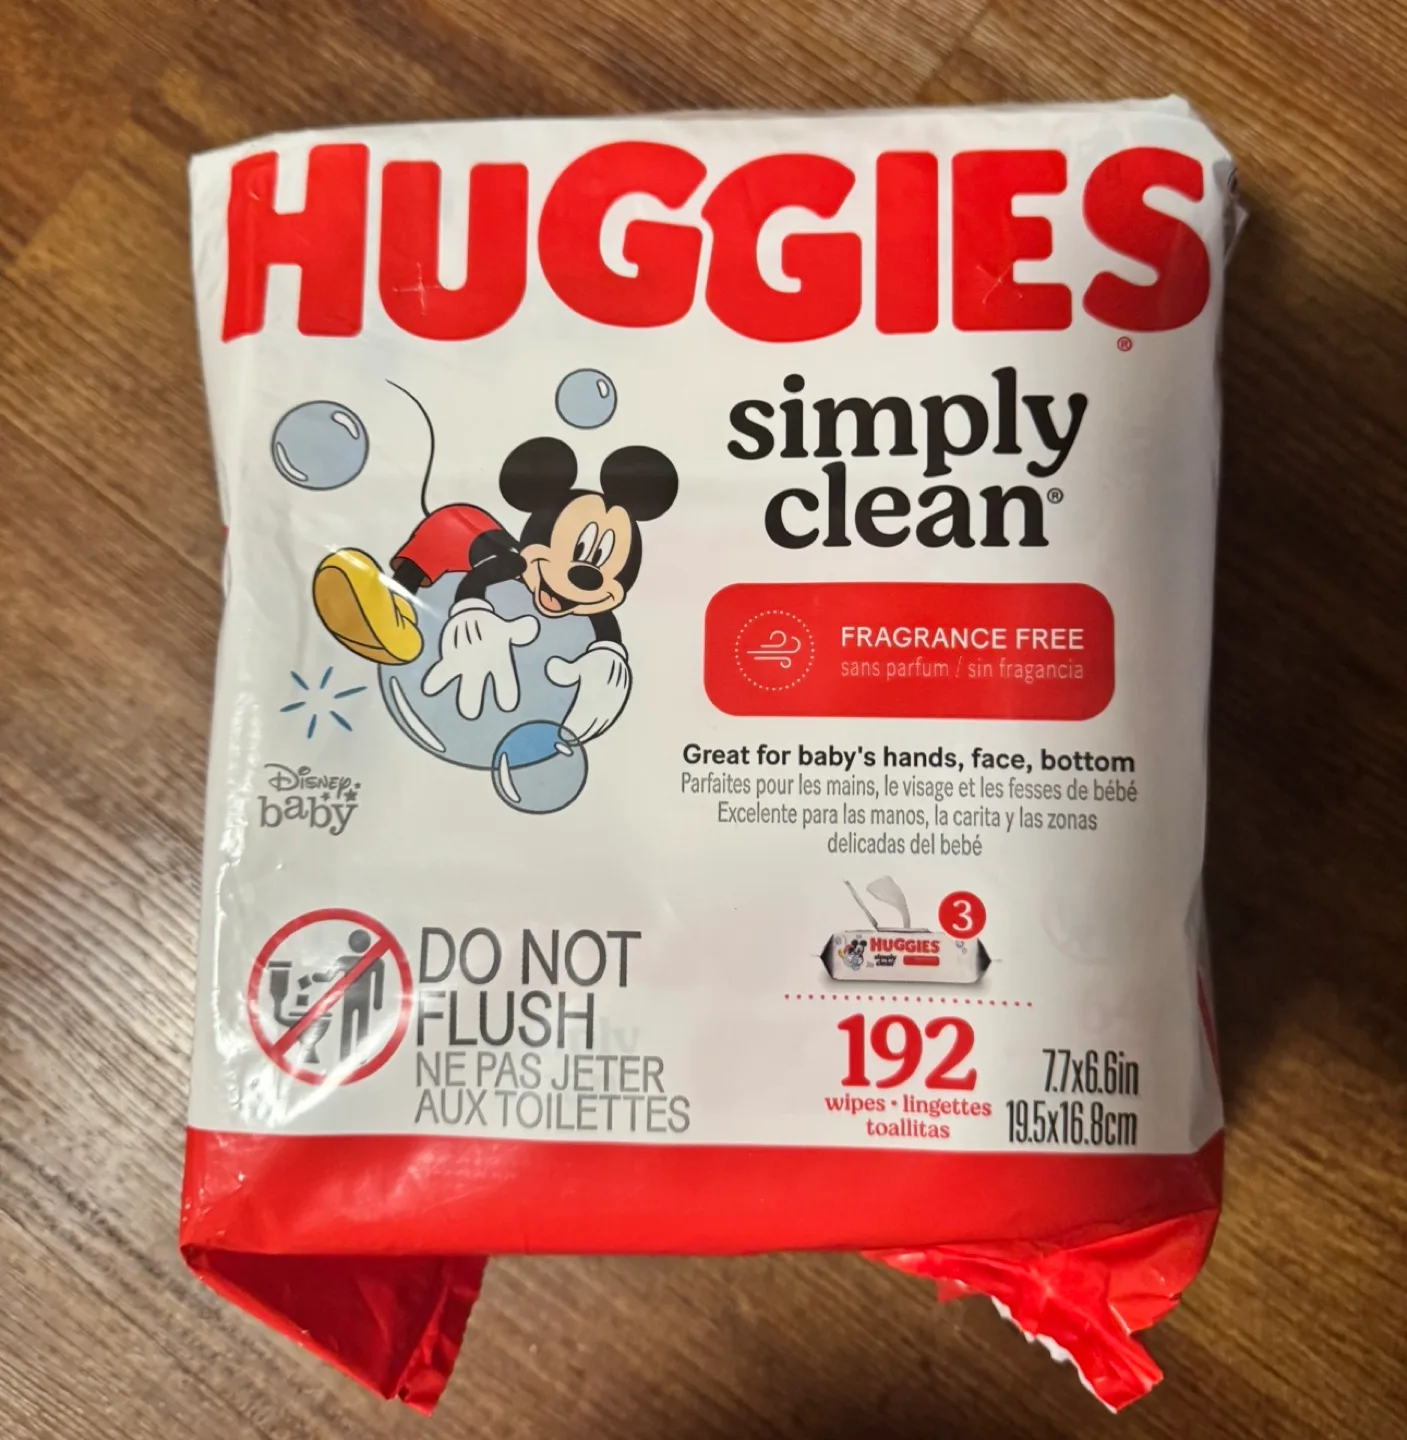 HUGGIES®
simply
clean®
FRAGRANCE FREE
sans parfum / sin fragancia
Great for baby's hands, face, bottom
Parfaites pour les mains, le visage et les fesses de bébé
Excelente para las manos, la carita y las zonas
delicadas del bebé
Disney
baby
DO NOT
FLUSH
NE PAS JETER
AUX TOILETTES
3
HUGGIES
simply
clean
192
wipes • lingettes
toallitas
7.7x6.6in
19.5x16.8cm